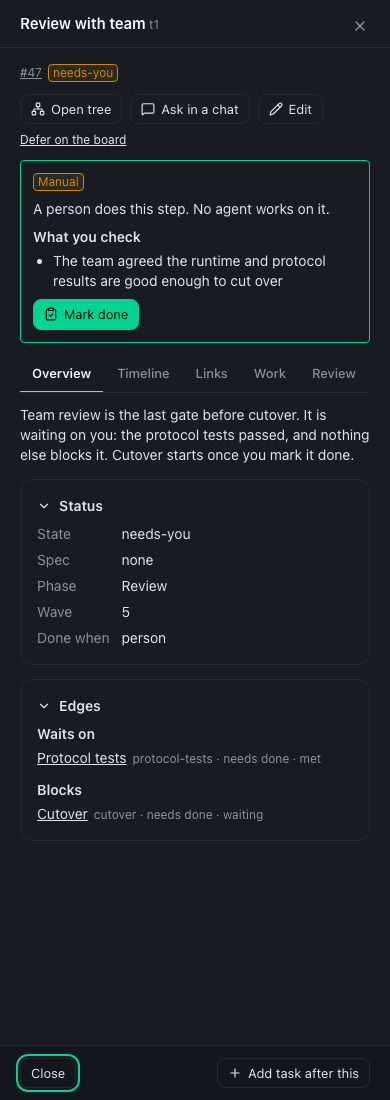 Review with team t1
#47 needs-you
Open tree Ask in a chat Edit
Defer on the board
Manual
A person does this step. No agent works on it.
What you check
• The team agreed the runtime and protocol
results are good enough to cut over
Mark done
Overview Timeline Links Work Review
Team review is the last gate before cutover. It is
waiting on you: the protocol tests passed, and nothing
else blocks it. Cutover starts once you mark it done.
Status
State needs-you
Spec none
Phase Review
Wave 5
Done when person
Edges
Waits on
Protocol tests protocol-tests · needs done · met
Blocks
Cutover cutover · needs done · waiting
Close + Add task after this